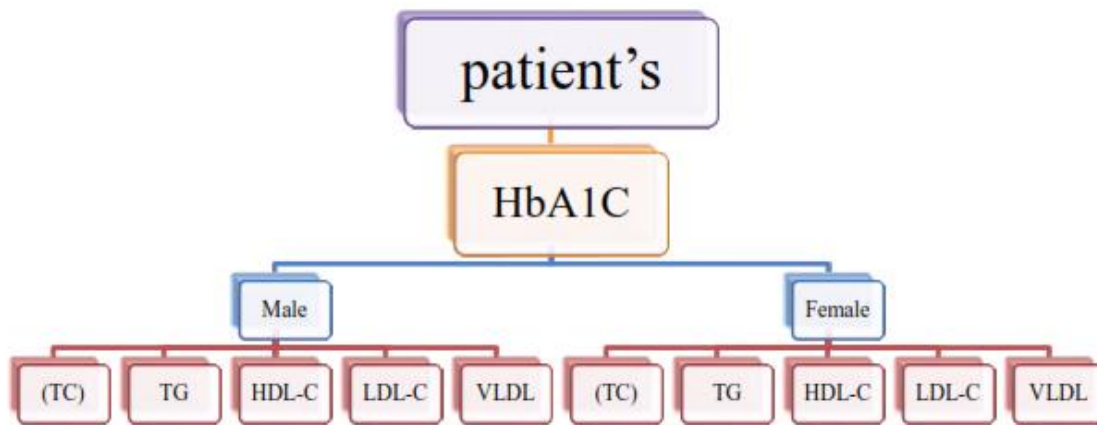 patient’s
HbA1C
Male
Female
(TC)
TG
HDL-C
LDL-C
VLDL
(TC)
TG
HDL-C
LDL-C
VLDL